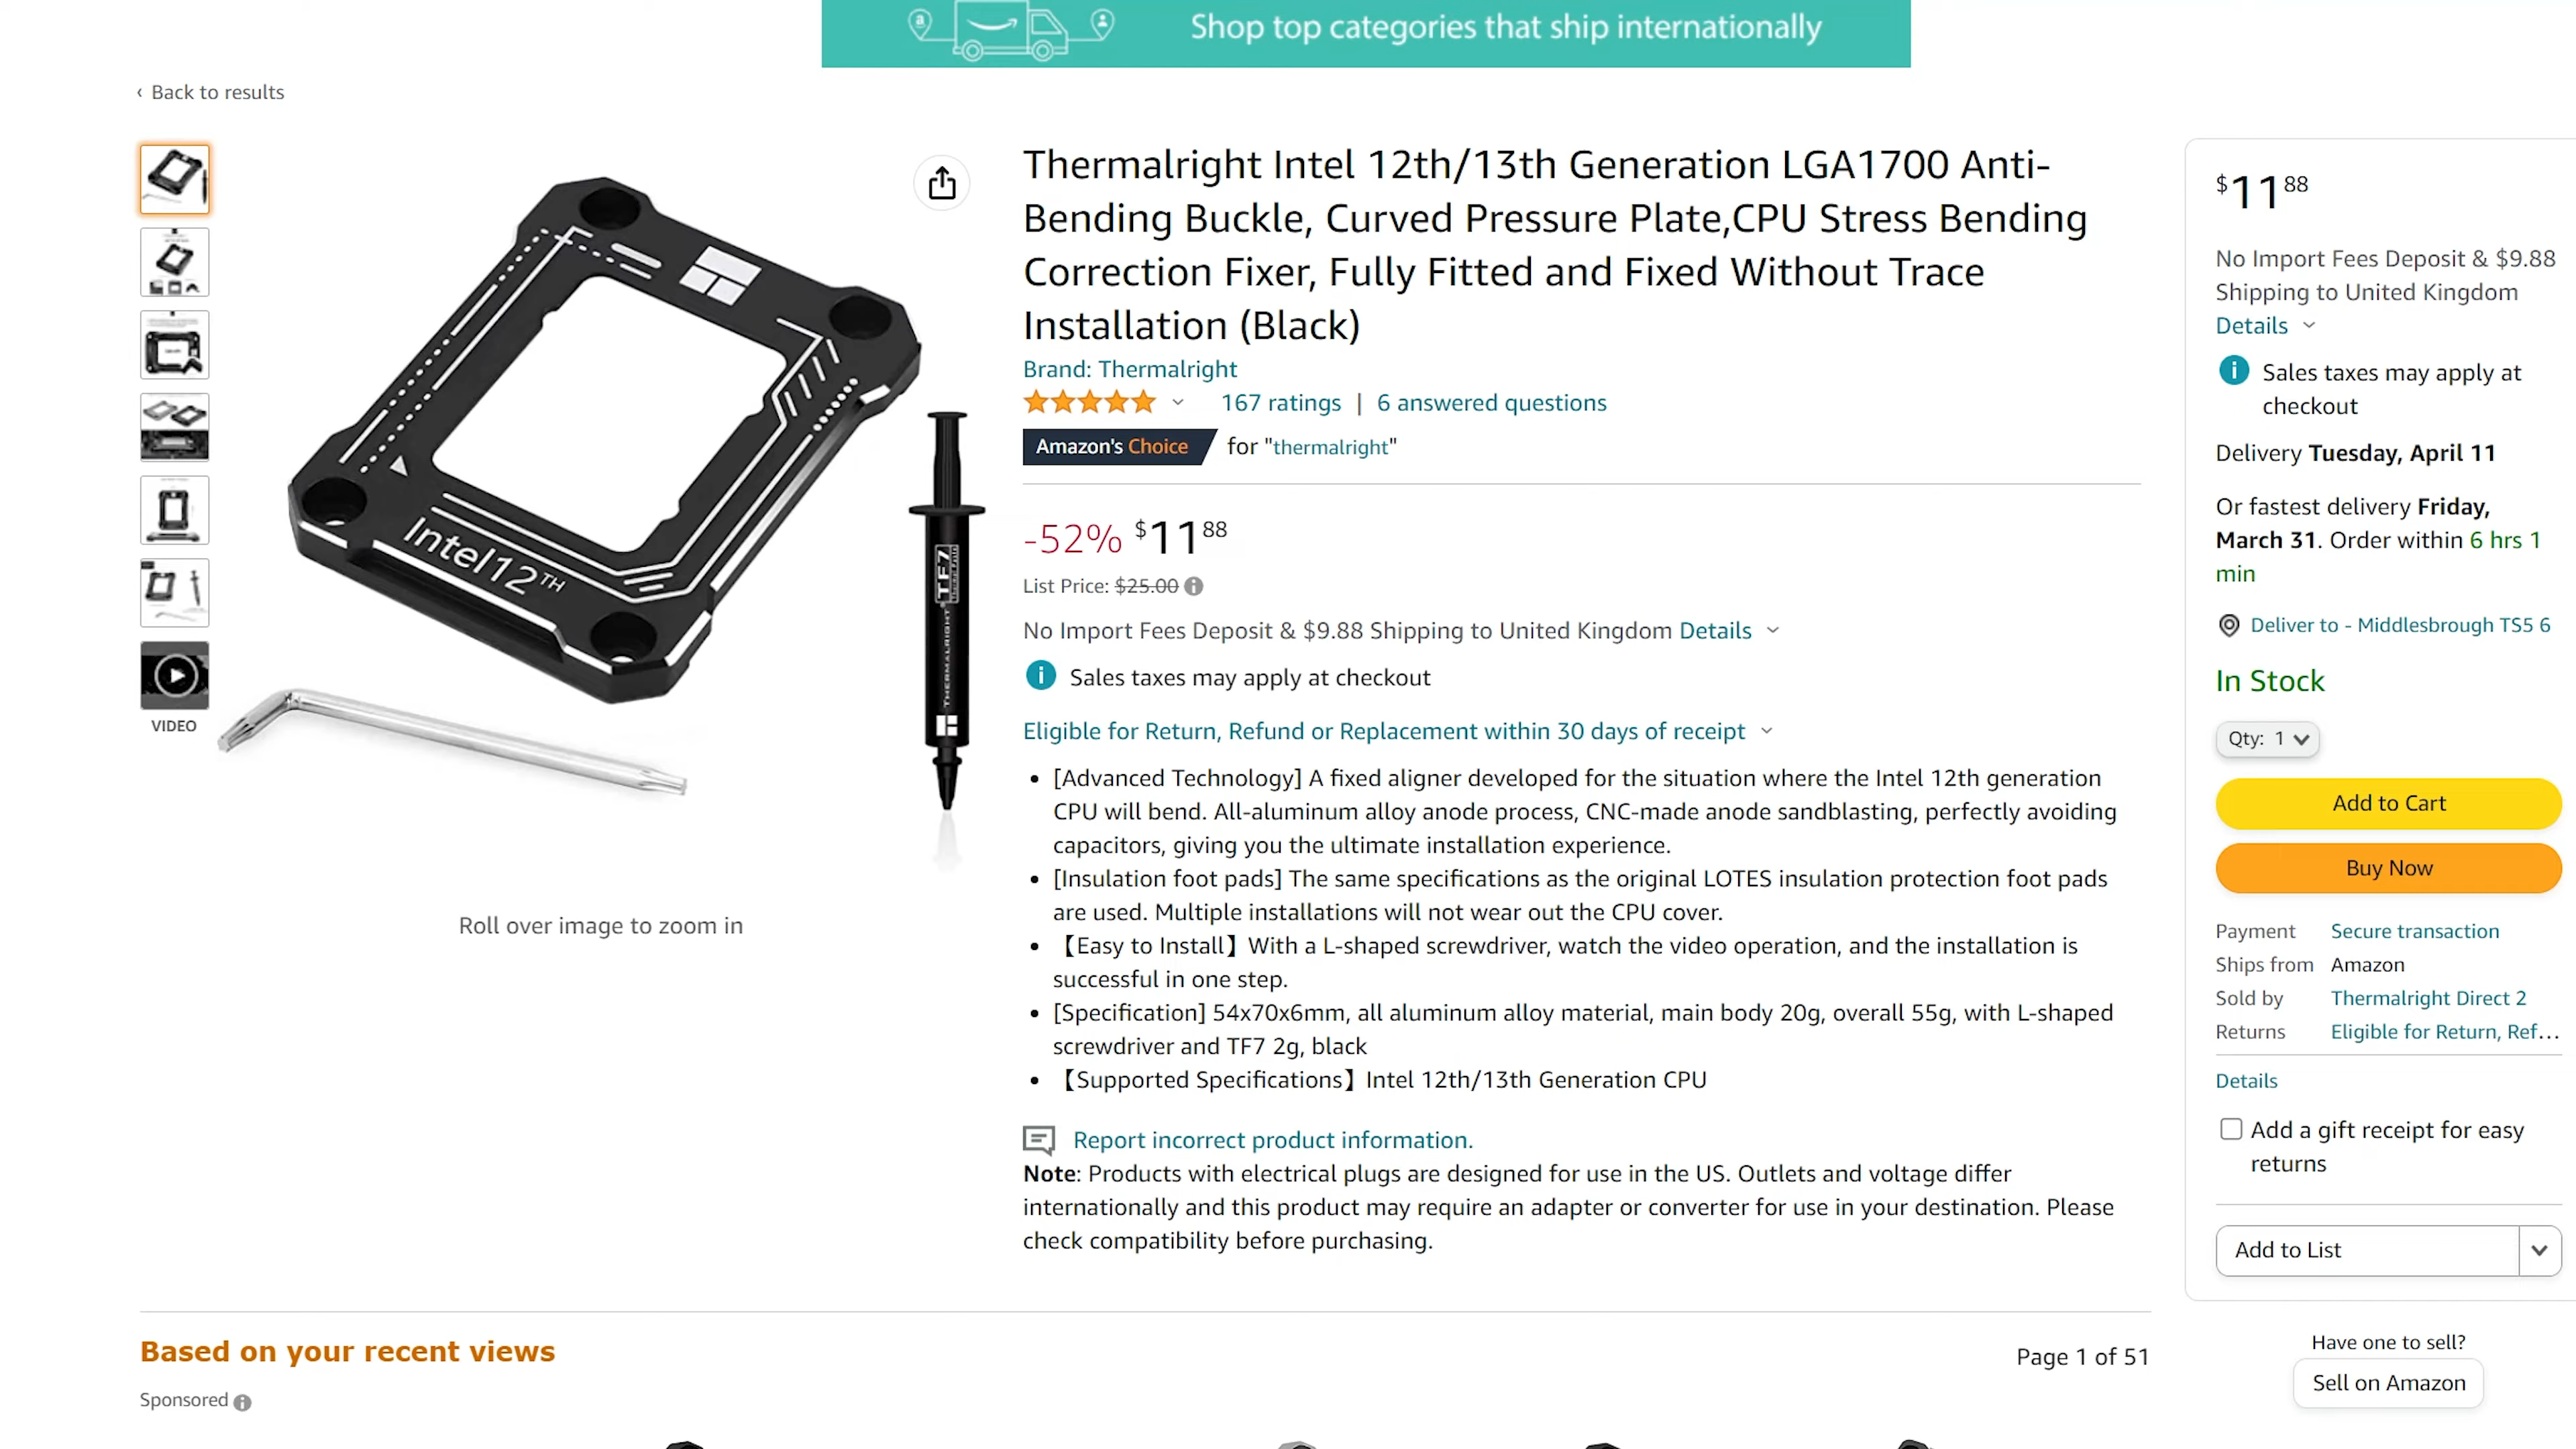 Shop top categories that ship internationally
‹ Back to results
VIDEO
Intel12TH
TF7
THERMALRIGHT
Roll over image to zoom in
Thermalright Intel 12th/13th Generation LGA1700 Anti-
Bending Buckle, Curved Pressure Plate,CPU Stress Bending
Correction Fixer, Fully Fitted and Fixed Without Trace
Installation (Black)
Brand: Thermalright
167 ratings | 6 answered questions
Amazon's Choice for "thermalright"
-52% $11 88
List Price: $25.00
No Import Fees Deposit & $9.88 Shipping to United Kingdom Details
Sales taxes may apply at checkout
Eligible for Return, Refund or Replacement within 30 days of receipt
• [Advanced Technology] A fixed aligner developed for the situation where the Intel 12th generation
CPU will bend. All-aluminum alloy anode process, CNC-made anode sandblasting, perfectly avoiding
capacitors, giving you the ultimate installation experience.
• [Insulation foot pads] The same specifications as the original LOTES insulation protection foot pads
are used. Multiple installations will not wear out the CPU cover.
• 【Easy to Install】With a L-shaped screwdriver, watch the video operation, and the installation is
successful in one step.
• [Specification] 54x70x6mm, all aluminum alloy material, main body 20g, overall 55g, with L-shaped
screwdriver and TF7 2g, black
• 【Supported Specifications】Intel 12th/13th Generation CPU
Report incorrect product information.
Note: Products with electrical plugs are designed for use in the US. Outlets and voltage differ
internationally and this product may require an adapter or converter for use in your destination. Please
check compatibility before purchasing.
$11 88
No Import Fees Deposit & $9.88
Shipping to United Kingdom
Details
Sales taxes may apply at
checkout
Delivery Tuesday, April 11
Or fastest delivery Friday,
March 31. Order within 6 hrs 1
min
Deliver to - Middlesbrough TS5 6
In Stock
Qty: 1
Add to Cart
Buy Now
Payment Secure transaction
Ships from Amazon
Sold by Thermalright Direct 2
Returns Eligible for Return, Ref...
Details
Add a gift receipt for easy
returns
Add to List
Have one to sell?
Sell on Amazon
Based on your recent views
Page 1 of 51
Sponsored